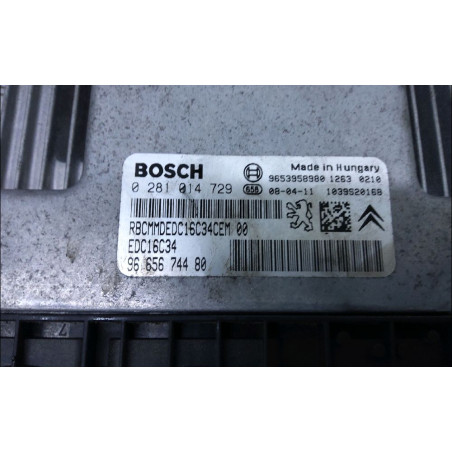 BOSCH
Made in Hungary
9653958980 1263 0210
0 281 014 729
658
08-04-11 1039S20168
RBCMMDEDC16C34CEM 00
EDC16C34
96 656 744 80